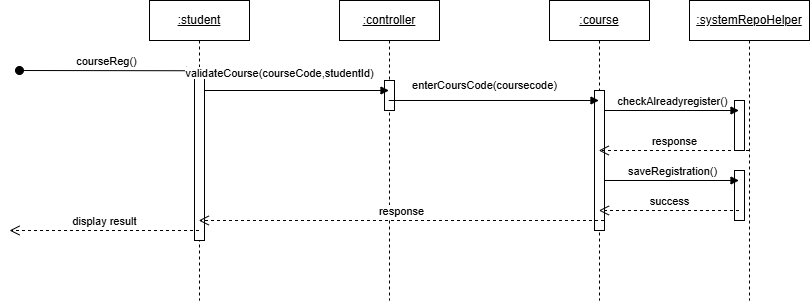 :student
:controller
:course
:systemRepoHelper
courseReg()
validateCourse(courseCode,studentId)
enterCoursCode(coursecode)
checkAlreadyregister()
response
saveRegistration()
success
response
display result